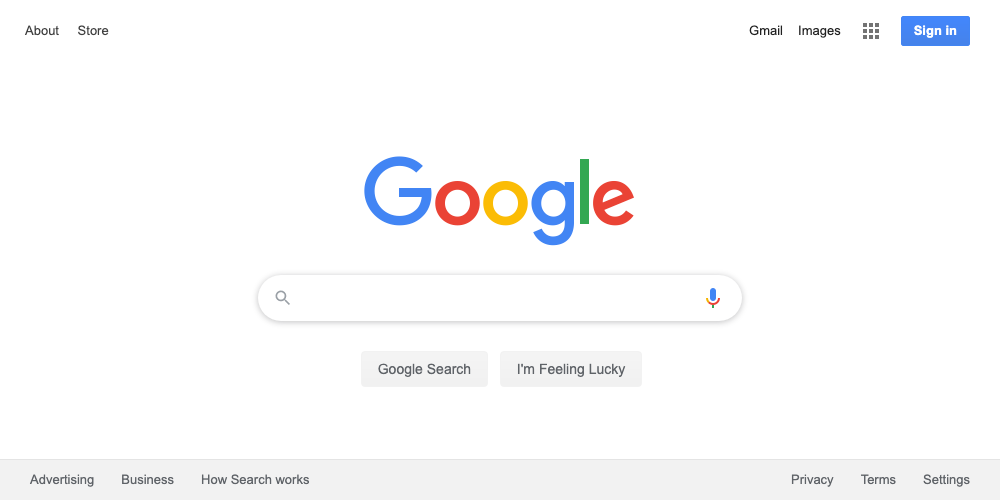 About Store Gmail Images Sign in
Google
Google Search I'm Feeling Lucky
Advertising Business How Search works Privacy Terms Settings